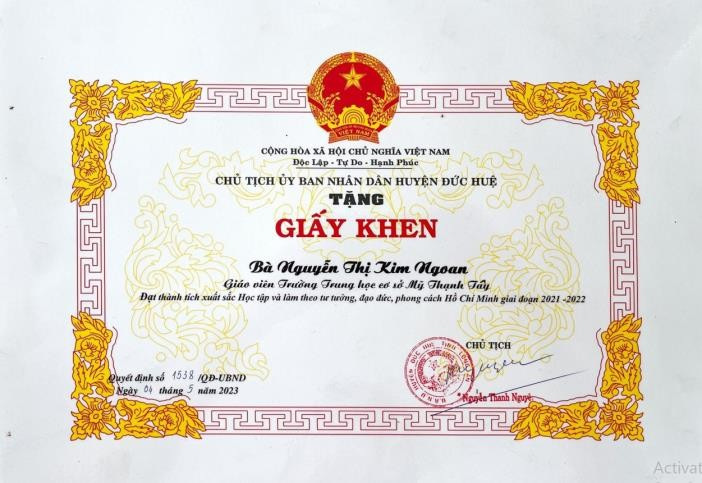 VIỆT NAM
CỘNG HÒA XÃ HỘI CHỦ NGHĨA VIỆT NAM
Độc Lập - Tự Do - Hạnh Phúc
CHỦ TỊCH ỦY BAN NHÂN DÂN HUYỆN ĐỨC HUỆ
TẶNG
GIẤY KHEN
Bà Nguyễn Thị Kim Ngoan
Giáo viên Trường Trung học cơ sở Mỹ Thạnh Tây
Đạt thành tích xuất sắc Học tập và làm theo tư tưởng, đạo đức, phong cách Hồ Chí Minh giai đoạn 2021 -2022
CHỦ TỊCH
Quyết định số 1538 /QĐ-UBND
Ngày 04 tháng 5 năm 2023
Nguyễn Thanh Nguyê
Activat